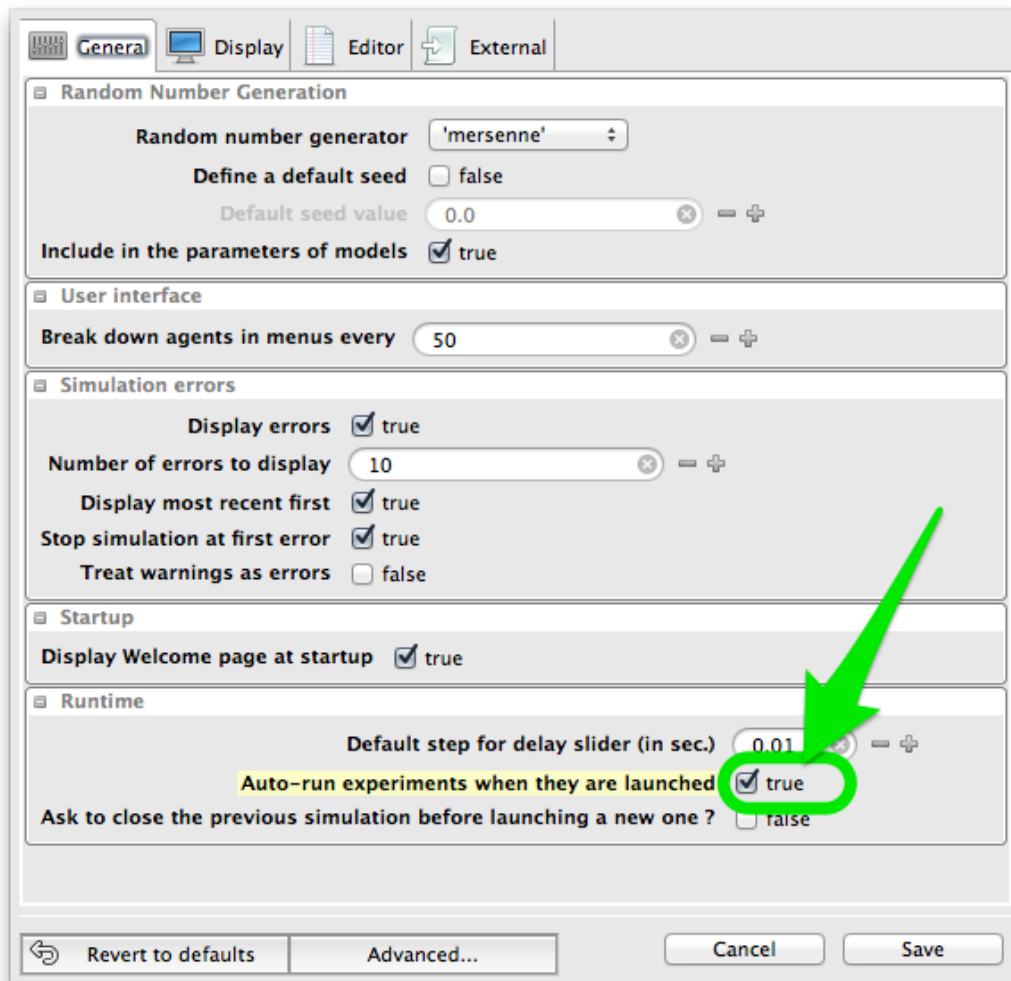 General Display Editor External
Random Number Generation
Random number generator 'mersenne'
Define a default seed false
Default seed value 0.0
Include in the parameters of models true
User interface
Break down agents in menus every 50
Simulation errors
Display errors true
Number of errors to display 10
Display most recent first true
Stop simulation at first error true
Treat warnings as errors false
Startup
Display Welcome page at startup true
Runtime
Default step for delay slider (in sec.) 0.01
Auto-run experiments when they are launched true
Ask to close the previous simulation before launching a new one ? false
Revert to defaults Advanced... Cancel Save